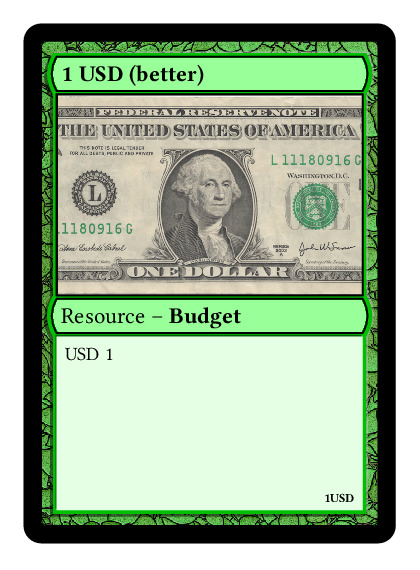 1 USD (better)
FEDERAL RESERVE NOTE
THE UNITED STATES OF AMERICA
THIS NOTE IS LEGAL TENDER
FOR ALL DEBTS, PUBLIC AND PRIVATE
L 11180916 G
WASHINGTON, D.C.
L
11180916 G
SERIES
ONE DOLLAR
Resource – Budget
USD 1
1USD